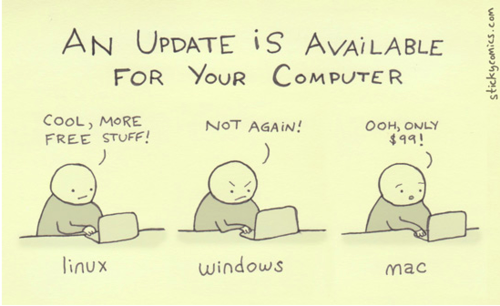 AN UPDATE iS AVAiLABLE
FOR YOUR COMPUTER
stickycomics.com
COOL, MORE
FREE STUFF!
NOT AGAiN!
OOH, ONLY
$99!
linux
windows
mac